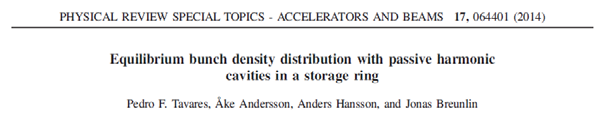 PHYSICAL REVIEW SPECIAL TOPICS - ACCELERATORS AND BEAMS 17, 064401 (2014)
Equilibrium bunch density distribution with passive harmonic
cavities in a storage ring
Pedro F. Tavares, Åke Andersson, Anders Hansson, and Jonas Breunlin